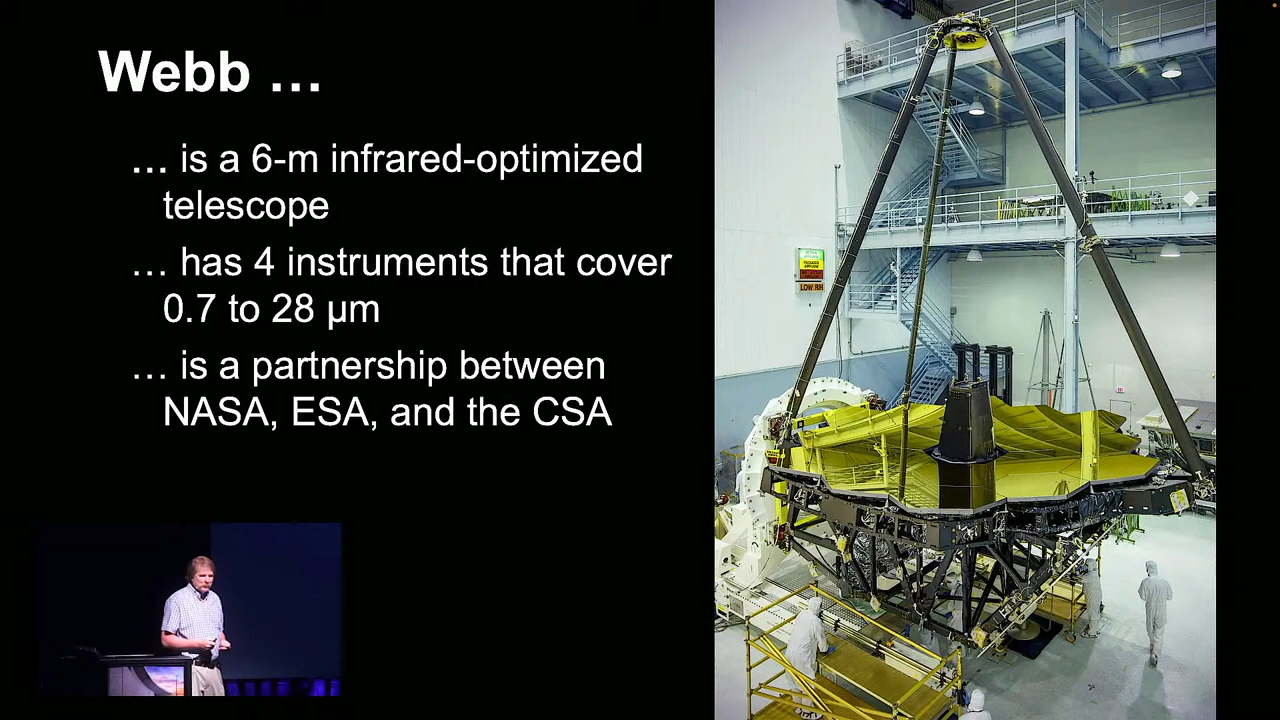 Webb …
… is a 6-m infrared-optimized
telescope
… has 4 instruments that cover
0.7 to 28 µm
… is a partnership between
NASA, ESA, and the CSA
LOW RH